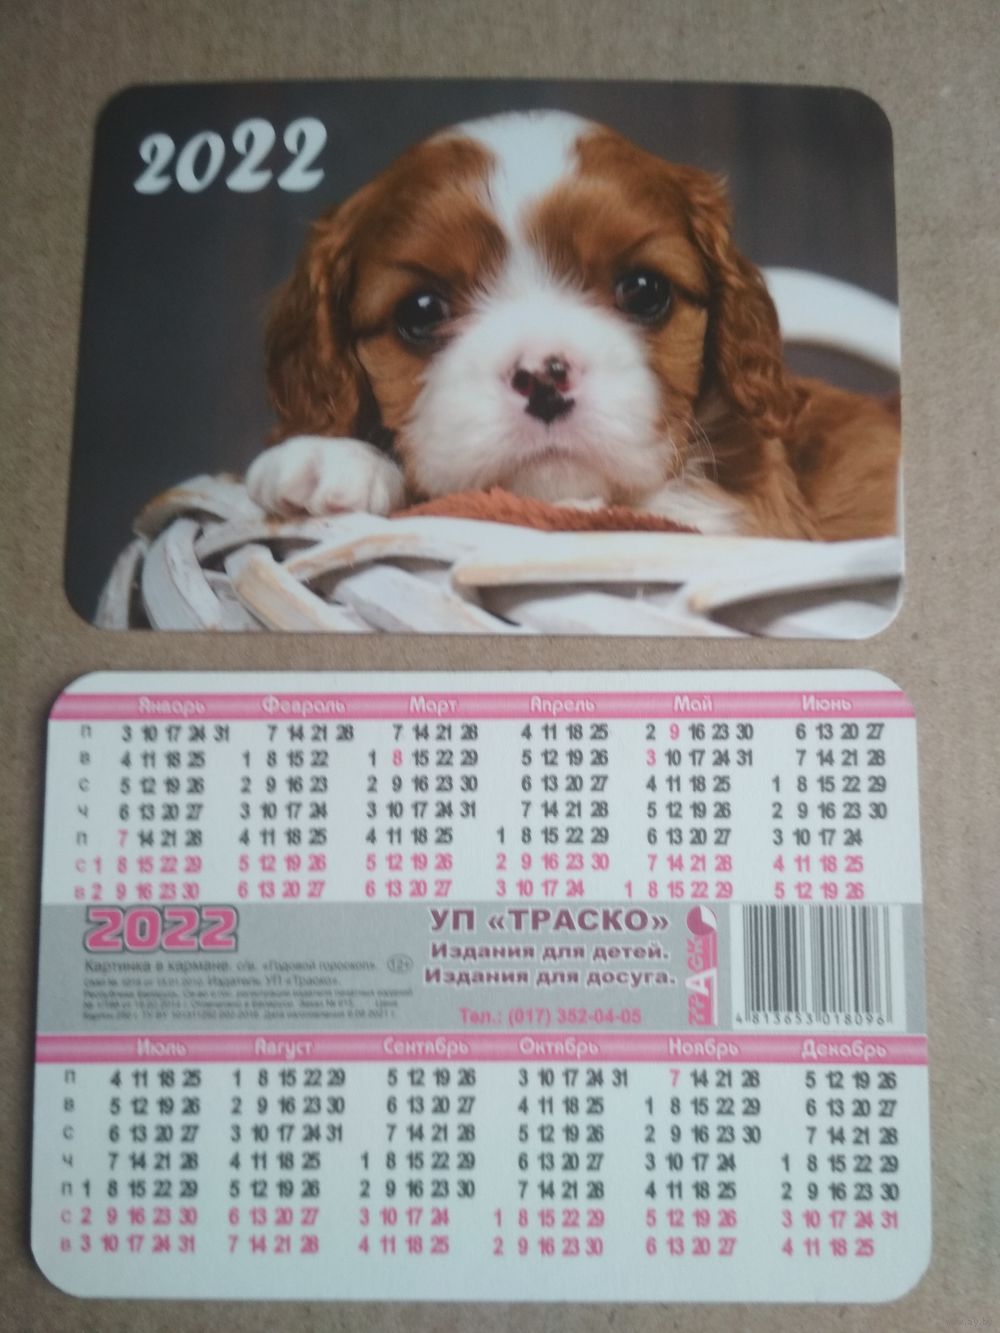 2022
Январь Февраль Март Апрель Май Июнь
П 3 10 17 24 31 7 14 21 28 7 14 21 28 4 11 18 25 2 9 16 23 30 6 13 20 27
В 4 11 18 25 1 8 15 22 1 8 15 22 29 5 12 19 26 3 10 17 24 31 7 14 21 28
С 5 12 19 26 2 9 16 23 2 9 16 23 30 6 13 20 27 4 11 18 25 1 8 15 22 29
Ч 6 13 20 27 3 10 17 24 3 10 17 24 31 7 14 21 28 5 12 19 26 2 9 16 23 30
П 7 14 21 28 4 11 18 25 4 11 18 25 1 8 15 22 29 6 13 20 27 3 10 17 24
С 1 8 15 22 29 5 12 19 26 5 12 19 26 2 9 16 23 30 7 14 21 28 4 11 18 25
В 2 9 16 23 30 6 13 20 27 6 13 20 27 3 10 17 24 1 8 15 22 29 5 12 19 26
2022
Картинка в кармане. с/в. «Годовой гороскоп». 12+
Издатель УП «Траско».
УП «ТРАСКО»
Издания для детей.
Издания для досуга.
Тел.: (017) 352-04-05
ТРАСКО
4 813653 018096
Июль Август Сентябрь Октябрь Ноябрь Декабрь
П 4 11 18 25 1 8 15 22 29 5 12 19 26 3 10 17 24 31 7 14 21 28 5 12 19 26
В 5 12 19 26 2 9 16 23 30 6 13 20 27 4 11 18 25 1 8 15 22 29 6 13 20 27
С 6 13 20 27 3 10 17 24 31 7 14 21 28 5 12 19 26 2 9 16 23 30 7 14 21 28
Ч 7 14 21 28 4 11 18 25 1 8 15 22 29 6 13 20 27 3 10 17 24 1 8 15 22 29
П 1 8 15 22 29 5 12 19 26 2 9 16 23 30 7 14 21 28 4 11 18 25 2 9 16 23 30
С 2 9 16 23 30 6 13 20 27 3 10 17 24 1 8 15 22 29 5 12 19 26 3 10 17 24 31
В 3 10 17 24 31 7 14 21 28 4 11 18 25 2 9 16 23 30 6 13 20 27 4 11 18 25